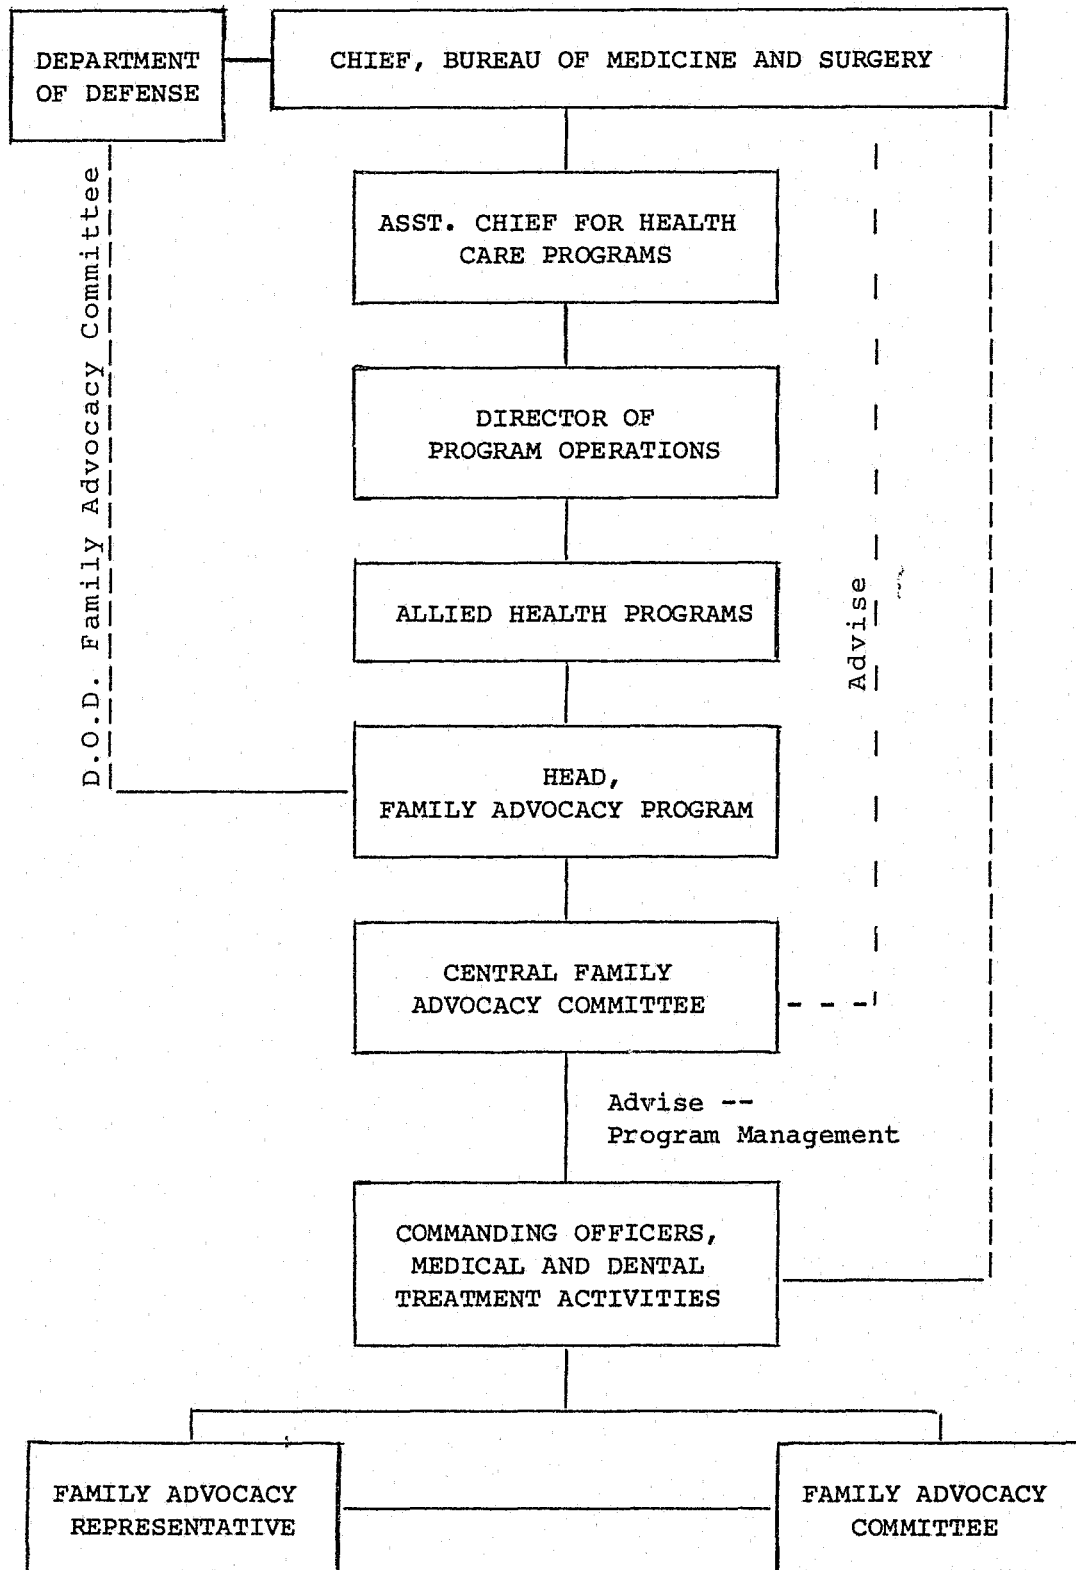 DEPARTMENT
OF DEFENSE
CHIEF, BUREAU OF MEDICINE AND SURGERY
D.O.D. Family Advocacy Committee
ASST. CHIEF FOR HEALTH
CARE PROGRAMS
DIRECTOR OF
PROGRAM OPERATIONS
ALLIED HEALTH PROGRAMS
Advise
HEAD,
FAMILY ADVOCACY PROGRAM
CENTRAL FAMILY
ADVOCACY COMMITTEE
Advise --
Program Management
COMMANDING OFFICERS,
MEDICAL AND DENTAL
TREATMENT ACTIVITIES
FAMILY ADVOCACY
REPRESENTATIVE
FAMILY ADVOCACY
COMMITTEE